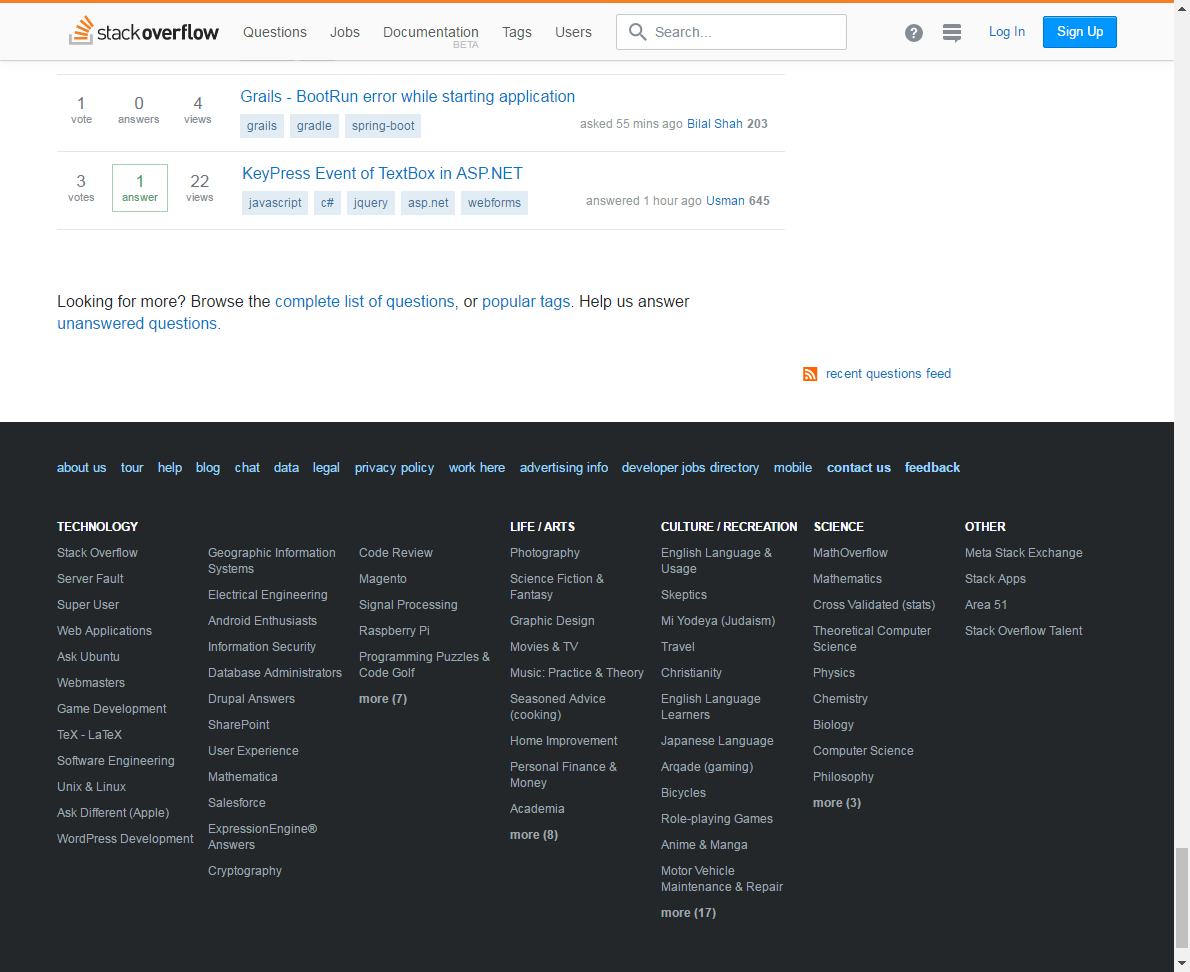 stackoverflow Questions Jobs Documentation Tags Users Search... ? Log In Sign Up
BETA
1 0 4 Grails - BootRun error while starting application
vote answers views grails gradle spring-boot asked 55 mins ago Bilal Shah 203
3 1 22 KeyPress Event of TextBox in ASP.NET
votes answer views javascript c# jquery asp.net webforms answered 1 hour ago Usman 645
Looking for more? Browse the complete list of questions, or popular tags. Help us answer
unanswered questions.
recent questions feed
about us tour help blog chat data legal privacy policy work here advertising info developer jobs directory mobile contact us feedback
TECHNOLOGY
Stack Overflow
Server Fault
Super User
Web Applications
Ask Ubuntu
Webmasters
Game Development
TeX - LaTeX
Software Engineering
Unix & Linux
Ask Different (Apple)
WordPress Development
Geographic Information
Systems
Electrical Engineering
Android Enthusiasts
Information Security
Database Administrators
Drupal Answers
SharePoint
User Experience
Mathematica
Salesforce
ExpressionEngine®
Answers
Cryptography
Code Review
Magento
Signal Processing
Raspberry Pi
Programming Puzzles &
Code Golf
more (7)
LIFE / ARTS
Photography
Science Fiction &
Fantasy
Graphic Design
Movies & TV
Music: Practice & Theory
Seasoned Advice
(cooking)
Home Improvement
Personal Finance &
Money
Academia
more (8)
CULTURE / RECREATION
English Language &
Usage
Skeptics
Mi Yodeya (Judaism)
Travel
Christianity
English Language
Learners
Japanese Language
Arqade (gaming)
Bicycles
Role-playing Games
Anime & Manga
Motor Vehicle
Maintenance & Repair
more (17)
SCIENCE
MathOverflow
Mathematics
Cross Validated (stats)
Theoretical Computer
Science
Physics
Chemistry
Biology
Computer Science
Philosophy
more (3)
OTHER
Meta Stack Exchange
Stack Apps
Area 51
Stack Overflow Talent